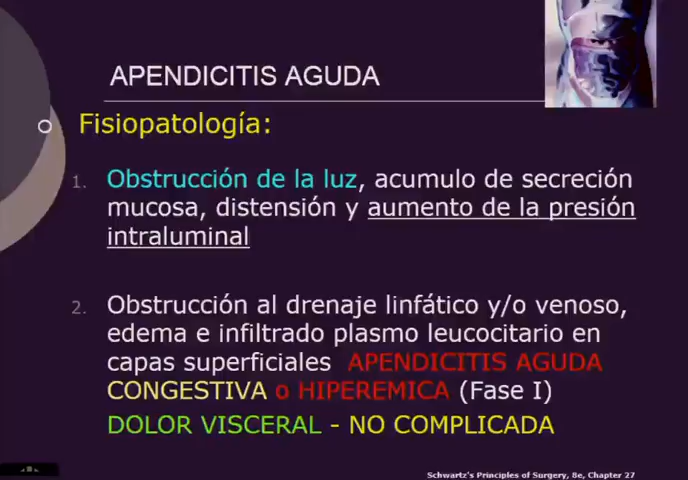 APENDICITIS AGUDA
Fisiopatología:
1. Obstrucción de la luz, acumulo de secreción
mucosa, distensión y aumento de la presión
intraluminal
2. Obstrucción al drenaje linfático y/o venoso,
edema e infiltrado plasmo leucocitario en
capas superficiales APENDICITIS AGUDA
CONGESTIVA o HIPEREMICA (Fase I)
DOLOR VISCERAL - NO COMPLICADA
Schwartz's Principles of Surgery, 8e, Chapter 27